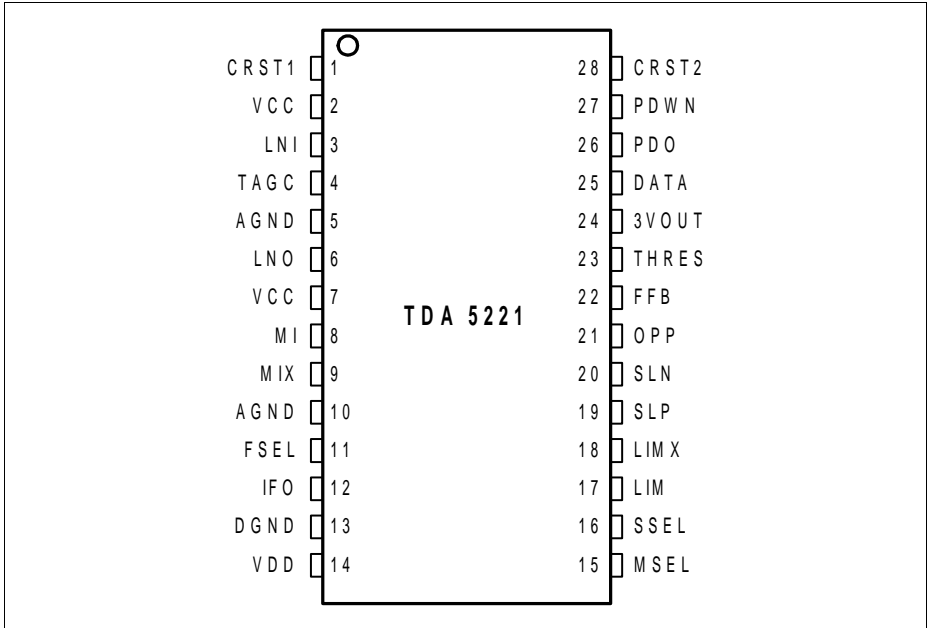 CRST1 1 28 CRST2
VCC 2 27 PDWN
LNI 3 26 PDO
TAGC 4 25 DATA
AGND 5 24 3VOUT
LNO 6 23 THRES
VCC 7 22 FFB
TDA 5221
MI 8 21 OPP
MIX 9 20 SLN
AGND 10 19 SLP
FSEL 11 18 LIMX
IFO 12 17 LIM
DGND 13 16 SSEL
VDD 14 15 MSEL